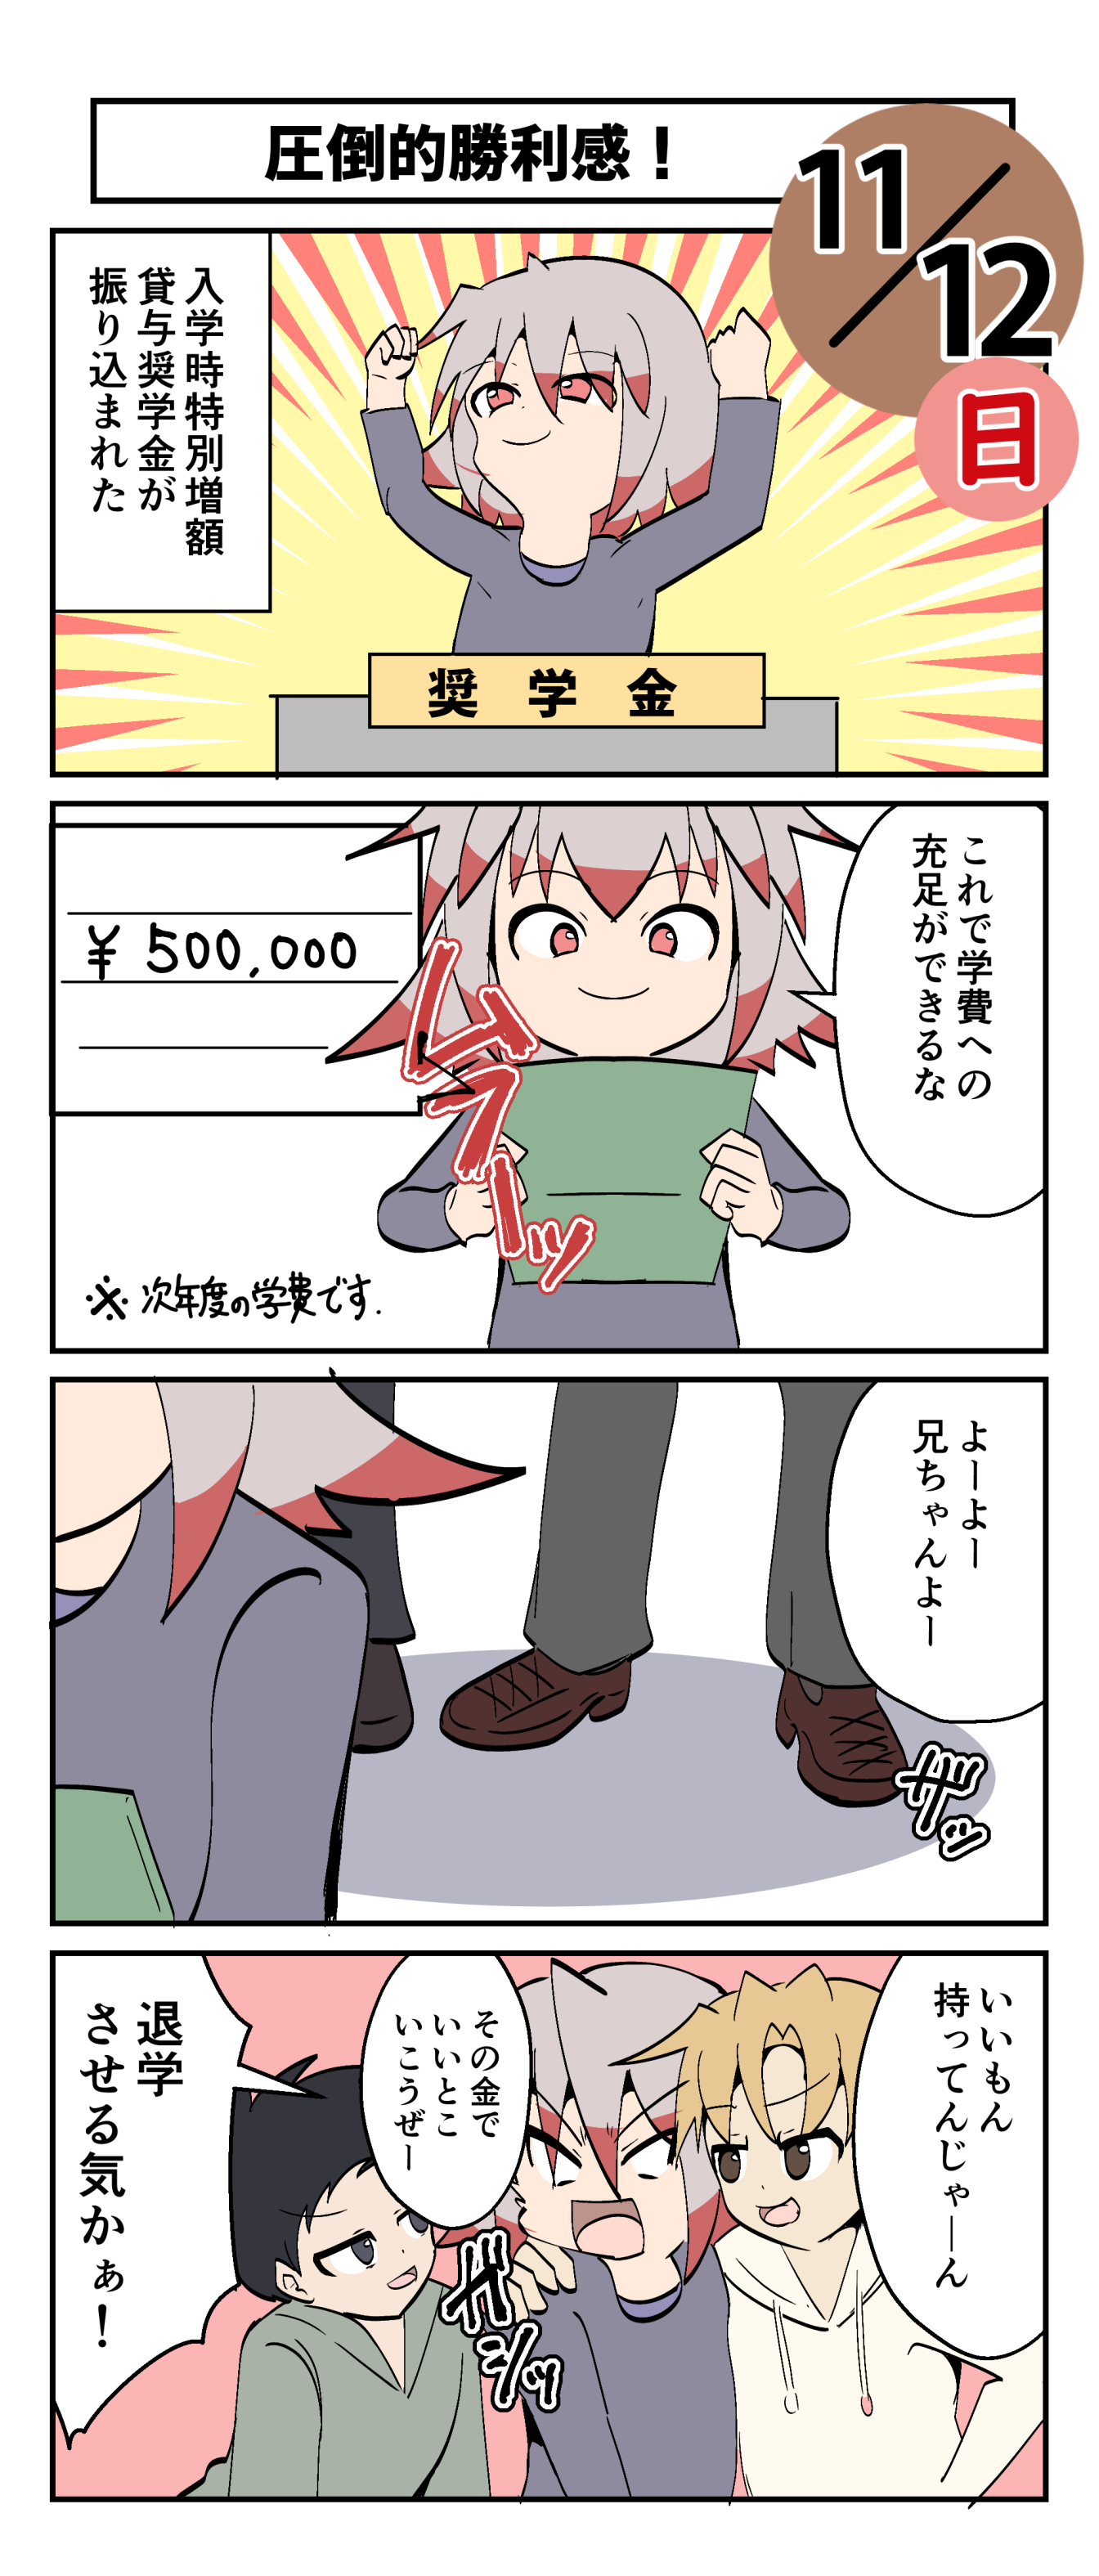 圧倒的勝利感！
11/12
日
入学時特別増額
貸与奨学金が
振り込まれた
奨学金
これで学費への
充足ができるな
￥500,000
ムラーッ
※次年度の学費です.
よーよー
兄ちゃんよー
ザッ
いいもん
持ってんじゃーん
その金で
いいとこ
いこうぜー
ガシッ
退学
させる気かぁ！